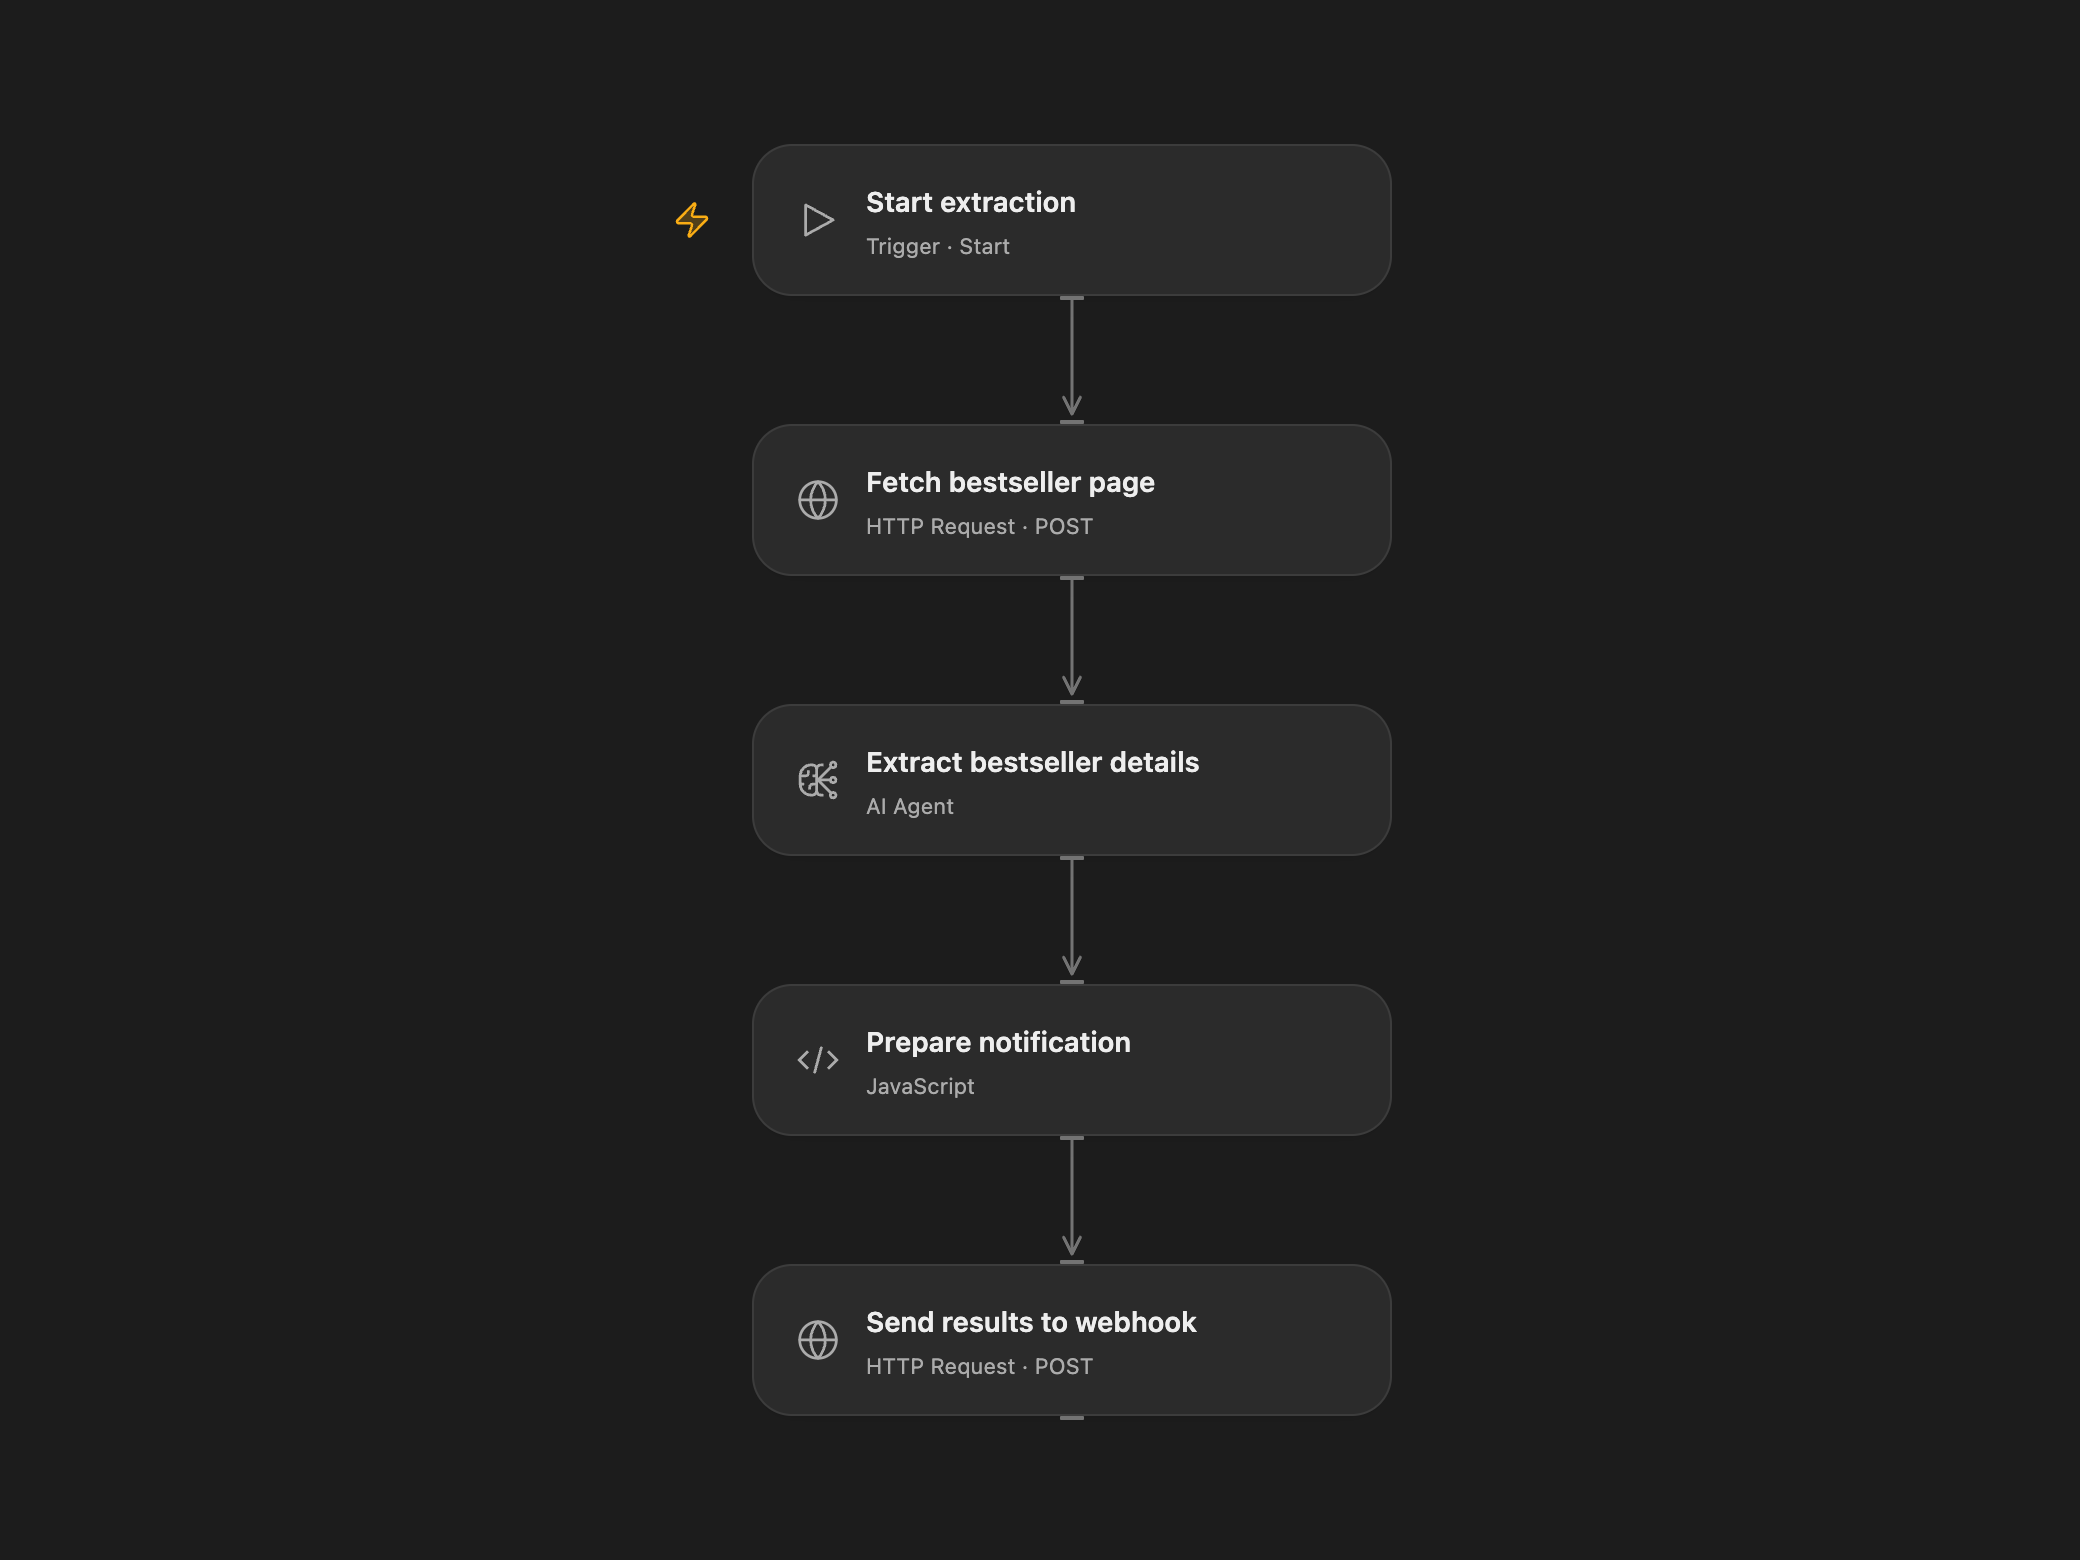 Start extraction
Trigger · Start
Fetch bestseller page
HTTP Request · POST
Extract bestseller details
AI Agent
Prepare notification
JavaScript
Send results to webhook
HTTP Request · POST